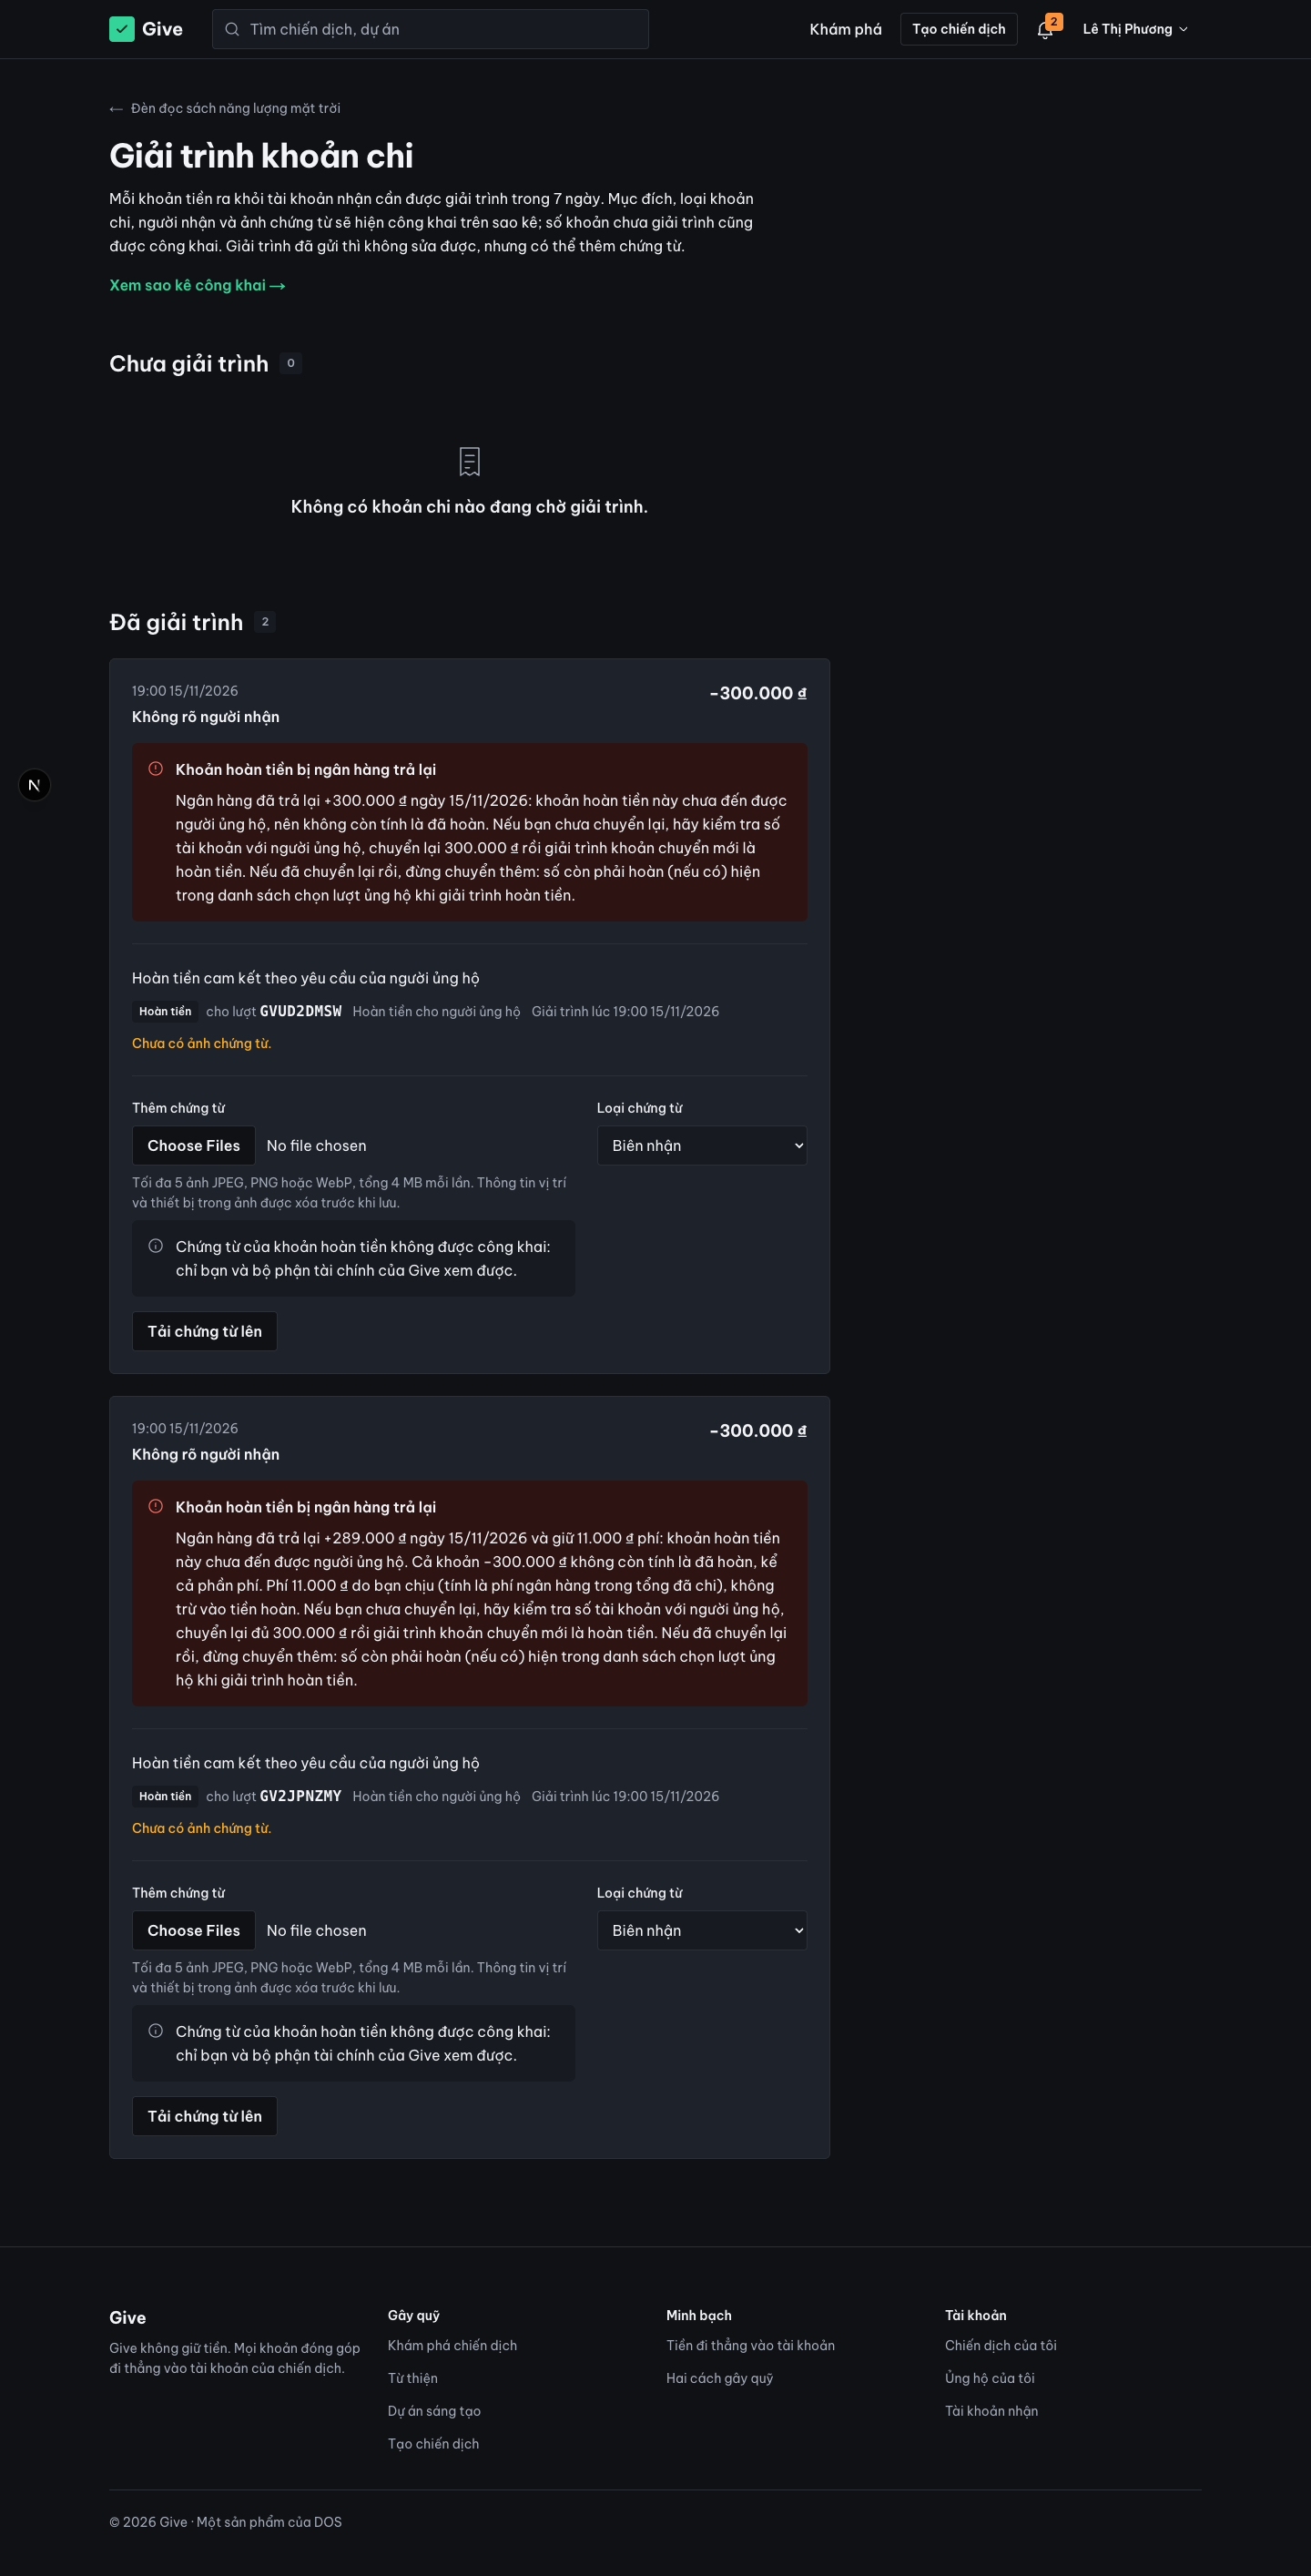 Give
Tìm chiến dịch, dự án
Khám phá
Tạo chiến dịch
2
Lê Thị Phương
← Đèn đọc sách năng lượng mặt trời
Giải trình khoản chi
Mỗi khoản tiền ra khỏi tài khoản nhận cần được giải trình trong 7 ngày. Mục đích, loại khoản
chi, người nhận và ảnh chứng từ sẽ hiện công khai trên sao kê; số khoản chưa giải trình cũng
được công khai. Giải trình đã gửi thì không sửa được, nhưng có thể thêm chứng từ.
Xem sao kê công khai →
Chưa giải trình 0
Không có khoản chi nào đang chờ giải trình.
Đã giải trình 2
19:00 15/11/2026
-300.000 ₫
Không rõ người nhận
Khoản hoàn tiền bị ngân hàng trả lại
Ngân hàng đã trả lại +300.000 ₫ ngày 15/11/2026: khoản hoàn tiền này chưa đến được
người ủng hộ, nên không còn tính là đã hoàn. Nếu bạn chưa chuyển lại, hãy kiểm tra số
tài khoản với người ủng hộ, chuyển lại 300.000 ₫ rồi giải trình khoản chuyển mới là
hoàn tiền. Nếu đã chuyển lại rồi, đừng chuyển thêm: số còn phải hoàn (nếu có) hiện
trong danh sách chọn lượt ủng hộ khi giải trình hoàn tiền.
Hoàn tiền cam kết theo yêu cầu của người ủng hộ
Hoàn tiền cho lượt GVUD2DMSW Hoàn tiền cho người ủng hộ Giải trình lúc 19:00 15/11/2026
Chưa có ảnh chứng từ.
Thêm chứng từ
Loại chứng từ
Choose Files No file chosen
Biên nhận
Tối đa 5 ảnh JPEG, PNG hoặc WebP, tổng 4 MB mỗi lần. Thông tin vị trí
và thiết bị trong ảnh được xóa trước khi lưu.
Chứng từ của khoản hoàn tiền không được công khai:
chỉ bạn và bộ phận tài chính của Give xem được.
Tải chứng từ lên
19:00 15/11/2026
-300.000 ₫
Không rõ người nhận
Khoản hoàn tiền bị ngân hàng trả lại
Ngân hàng đã trả lại +289.000 ₫ ngày 15/11/2026 và giữ 11.000 ₫ phí: khoản hoàn tiền
này chưa đến được người ủng hộ. Cả khoản -300.000 ₫ không còn tính là đã hoàn, kể
cả phần phí. Phí 11.000 ₫ do bạn chịu (tính là phí ngân hàng trong tổng đã chi), không
trừ vào tiền hoàn. Nếu bạn chưa chuyển lại, hãy kiểm tra số tài khoản với người ủng hộ,
chuyển lại đủ 300.000 ₫ rồi giải trình khoản chuyển mới là hoàn tiền. Nếu đã chuyển lại
rồi, đừng chuyển thêm: số còn phải hoàn (nếu có) hiện trong danh sách chọn lượt ủng
hộ khi giải trình hoàn tiền.
Hoàn tiền cam kết theo yêu cầu của người ủng hộ
Hoàn tiền cho lượt GV2JPNZMY Hoàn tiền cho người ủng hộ Giải trình lúc 19:00 15/11/2026
Chưa có ảnh chứng từ.
Thêm chứng từ
Loại chứng từ
Choose Files No file chosen
Biên nhận
Tối đa 5 ảnh JPEG, PNG hoặc WebP, tổng 4 MB mỗi lần. Thông tin vị trí
và thiết bị trong ảnh được xóa trước khi lưu.
Chứng từ của khoản hoàn tiền không được công khai:
chỉ bạn và bộ phận tài chính của Give xem được.
Tải chứng từ lên
N
Give
Give không giữ tiền. Mọi khoản đóng góp
đi thẳng vào tài khoản của chiến dịch.
Gây quỹ
Khám phá chiến dịch
Từ thiện
Dự án sáng tạo
Tạo chiến dịch
Minh bạch
Tiền đi thẳng vào tài khoản
Hai cách gây quỹ
Tài khoản
Chiến dịch của tôi
Ủng hộ của tôi
Tài khoản nhận
© 2026 Give · Một sản phẩm của DOS